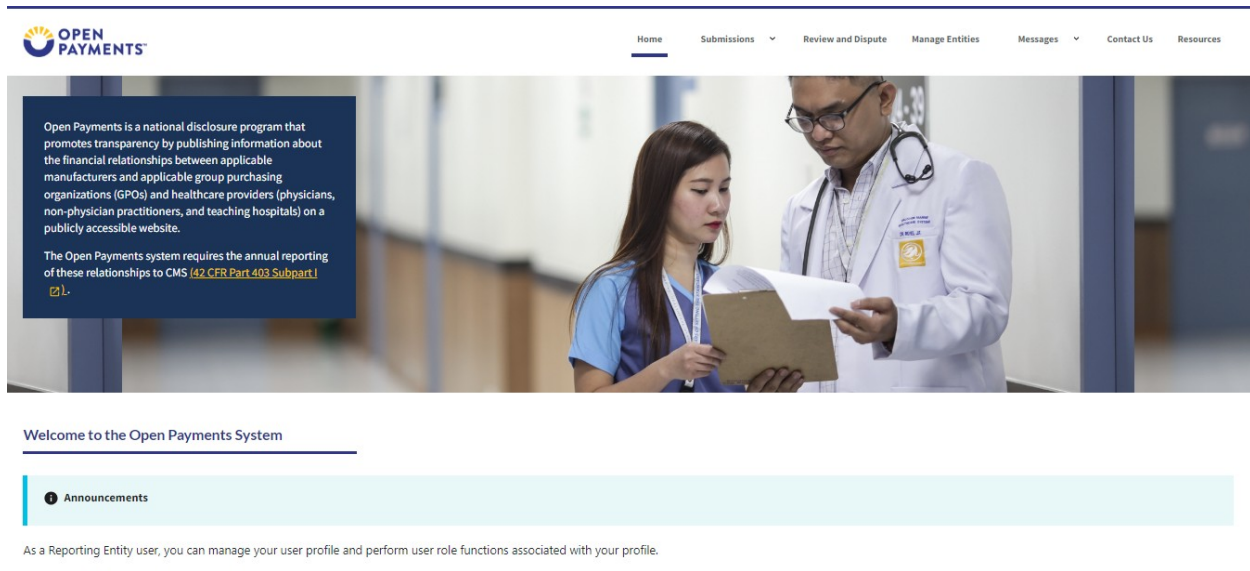 OPEN
PAYMENTS™
Home Submissions Review and Dispute Manage Entities Messages Contact Us Resources
Open Payments is a national disclosure program that
promotes transparency by publishing information about
the financial relationships between applicable
manufacturers and applicable group purchasing
organizations (GPOs) and healthcare providers (physicians,
non-physician practitioners, and teaching hospitals) on a
publicly accessible website.
The Open Payments system requires the annual reporting
of these relationships to CMS (42 CFR Part 403 Subpart I
).
Welcome to the Open Payments System
Announcements
As a Reporting Entity user, you can manage your user profile and perform user role functions associated with your profile.